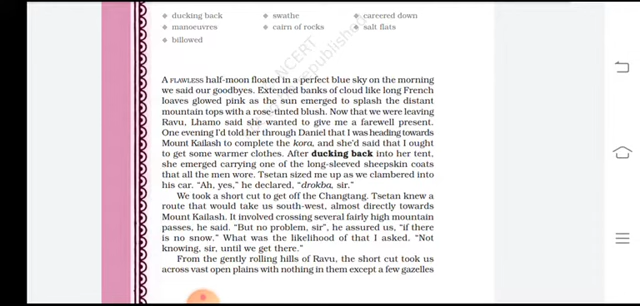 ducking back swathe careered down
manoeuvres cairn of rocks salt flats
billowed
A FLAWLESS half-moon floated in a perfect blue sky on the morning
we said our goodbyes. Extended banks of cloud like long French
loaves glowed pink as the sun emerged to splash the distant
mountain tops with a rose-tinted blush. Now that we were leaving
Ravu, Lhamo said she wanted to give me a farewell present.
One evening I'd told her through Daniel that I was heading towards
Mount Kailash to complete the kora, and she'd said that I ought
to get some warmer clothes. After ducking back into her tent,
she emerged carrying one of the long-sleeved sheepskin coats
that all the men wore. Tsetan sized me up as we clambered into
his car. "Ah, yes," he declared, "drokba, sir."
We took a short cut to get off the Changtang. Tsetan knew a
route that would take us south-west, almost directly towards
Mount Kailash. It involved crossing several fairly high mountain
passes, he said. "But no problem, sir", he assured us, "if there
is no snow." What was the likelihood of that I asked. "Not
knowing, sir, until we get there."
From the gently rolling hills of Ravu, the short cut took us
across vast open plains with nothing in them except a few gazelles